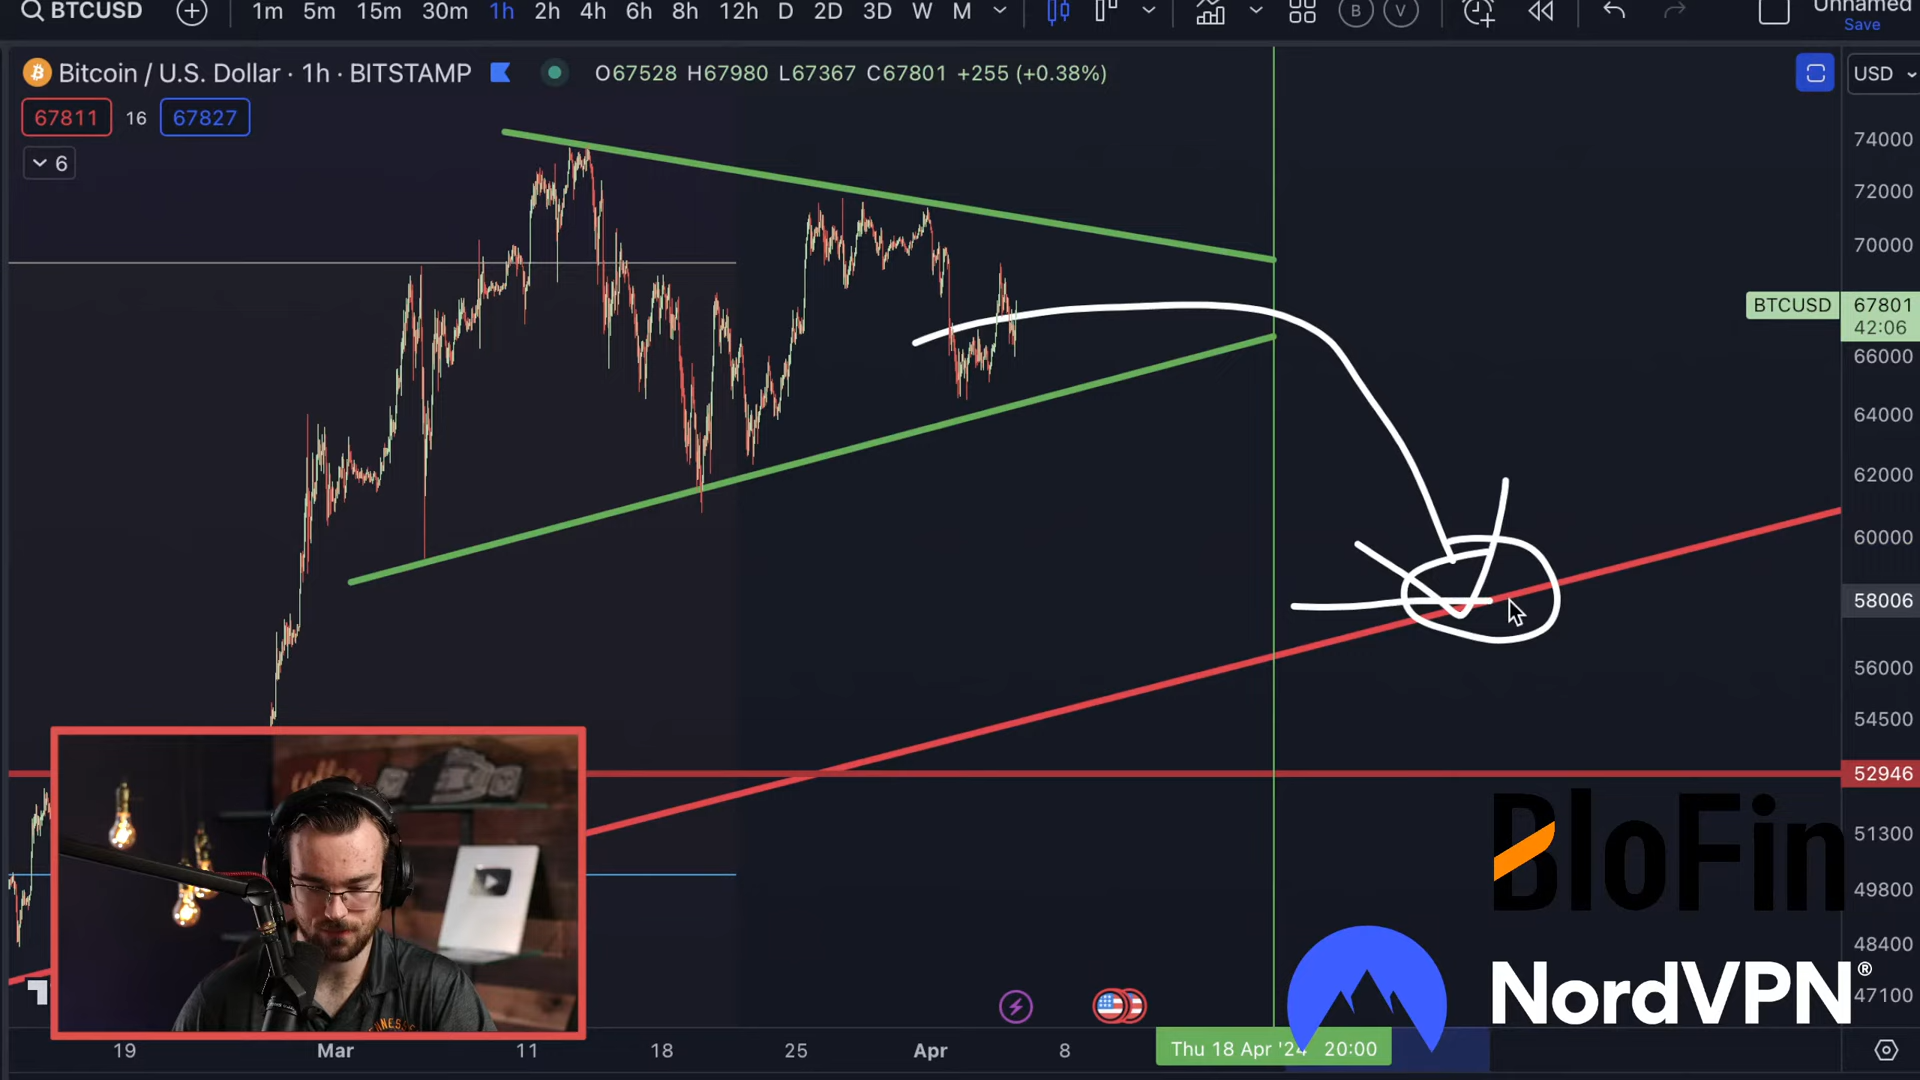 BTCUSD 1m 5m 15m 30m 1h 2h 4h 6h 8h 12h D 2D 3D W M B V Unnamed
Save
Bitcoin / U.S. Dollar · 1h · BITSTAMP O67528 H67980 L67367 C67801 +255 (+0.38%) USD
67811 16 67827
6
74000
72000
70000
BTCUSD 67801
42:06
66000
64000
62000
60000
58006
56000
54500
52946
51300
49800
48400
47100
BloFin
NordVPN®
19 Mar 11 18 25 Apr 8 Thu 18 Apr '24 20:00